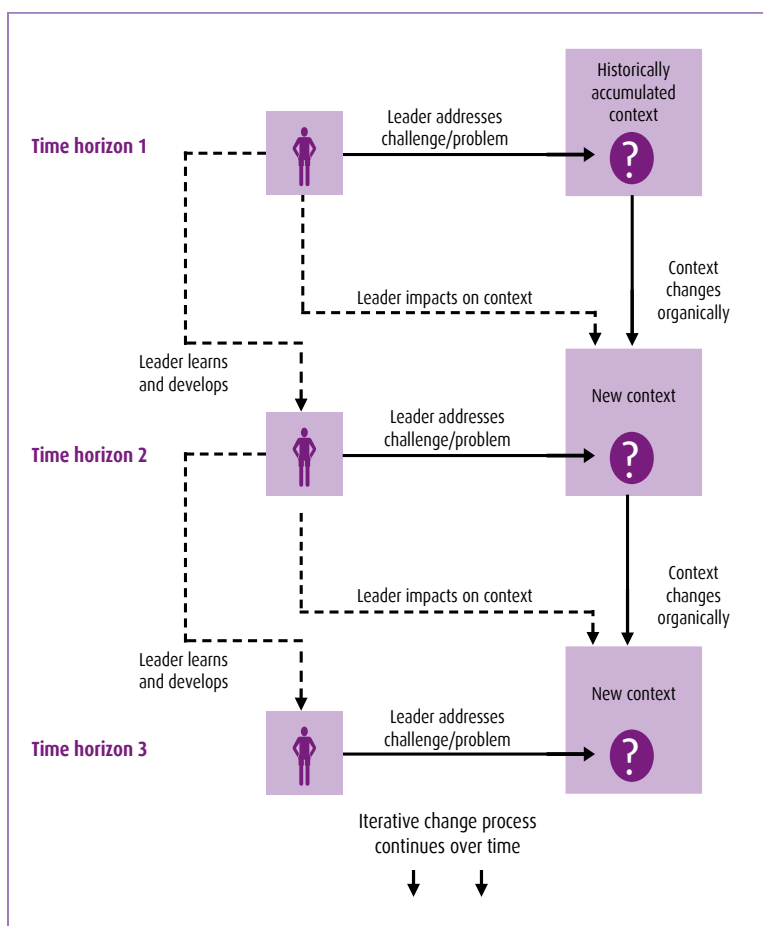 Historically
accumulated
context
?
Time horizon 1
Leader addresses
challenge/problem
Context
changes
organically
Leader impacts on context
Leader learns
and develops
New context
?
Time horizon 2
Leader addresses
challenge/problem
Context
changes
organically
Leader impacts on context
Leader learns
and develops
New context
?
Time horizon 3
Leader addresses
challenge/problem
Iterative change process
continues over time